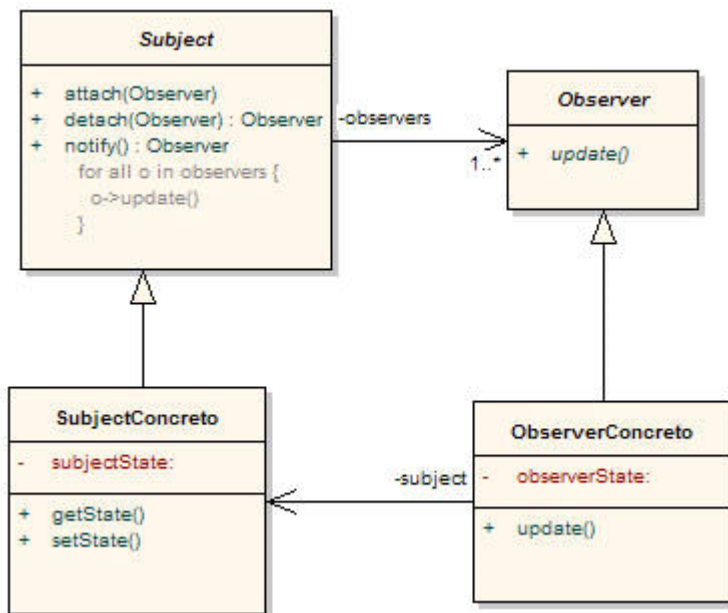 Subject
+ attach(Observer)
+ detach(Observer) : Observer
+ notify() : Observer
for all o in observers {
o->update()
}
-observers
1..*
Observer
+ update()
SubjectConcreto
- subjectState:
+ getState()
+ setState()
-subject
ObserverConcreto
- observerState:
+ update()